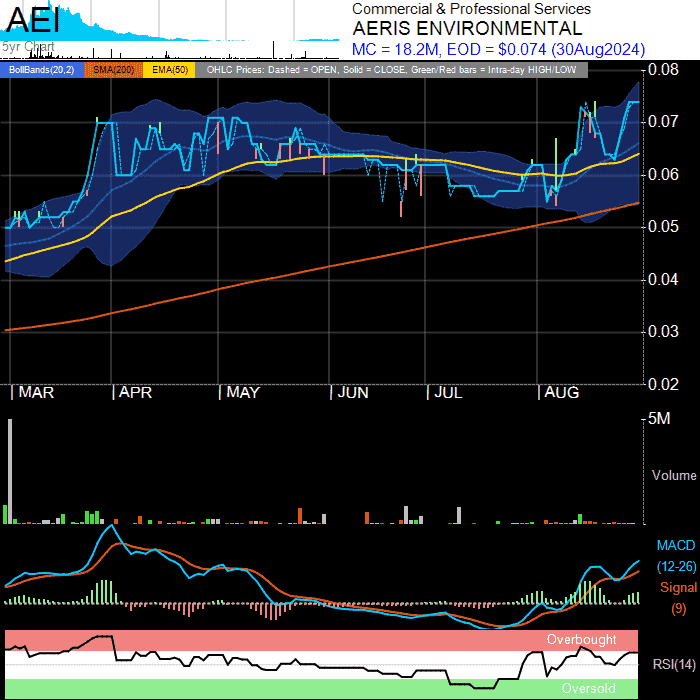 AEI
5yr Chart
Commercial & Professional Services
AERIS ENVIRONMENTAL
MC = 18.2M, EOD = $0.074 (30Aug2024)
BollBands(20,2) SMA(200) EMA(50) OHLC Prices: Dashed = OPEN, Solid = CLOSE, Green/Red bars = Intra-day HIGH/LOW
0.08
0.07
0.06
0.05
0.04
0.03
0.02
MAR APR MAY JUN JUL AUG
5M
Volume
MACD
(12-26)
Signal
(9)
Overbought
RSI(14)
Oversold